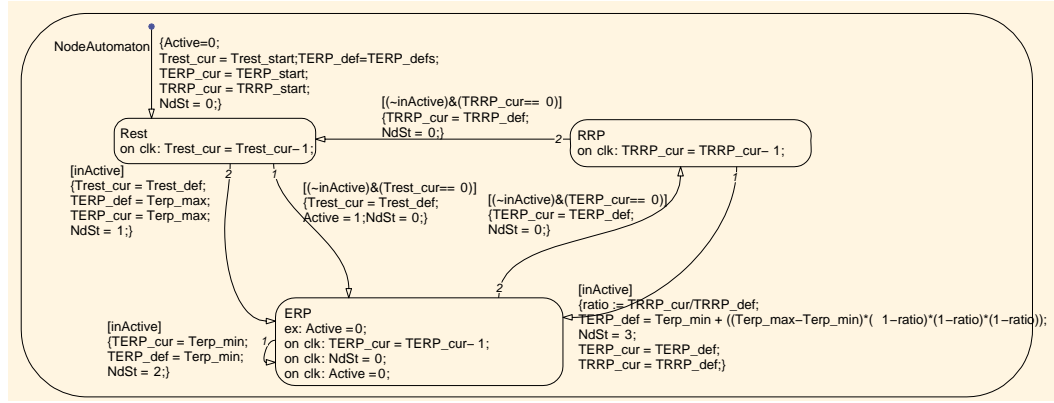 NodeAutomaton
{Active=0;
Trest_cur = Trest_start;TERP_def=TERP_defs;
TERP_cur = TERP_start;
TRRP_cur = TRRP_start;
NdSt = 0;}
[(~inActive)&(TRRP_cur== 0)]
{TRRP_cur = TRRP_def;
NdSt = 0;}
2
Rest
on clk: Trest_cur = Trest_cur-1;
RRP
on clk: TRRP_cur = TRRP_cur- 1;
2
1
1
[inActive]
{Trest_cur = Trest_def;
TERP_def = Terp_max;
TERP_cur = Terp_max;
NdSt = 1;}
[(~inActive)&(Trest_cur== 0)]
{Trest_cur = Trest_def;
Active = 1;NdSt = 0;}
[(~inActive)&(TERP_cur== 0)]
{TERP_cur = TERP_def;
NdSt = 0;}
2
[inActive]
{TERP_cur = Terp_min;
TERP_def = Terp_min;
NdSt = 2;}
1
ERP
ex: Active =0;
on clk: TERP_cur = TERP_cur- 1;
on clk: NdSt = 0;
on clk: Active =0;
[inActive]
{ratio := TRRP_cur/TRRP_def;
TERP_def = Terp_min + ((Terp_max-Terp_min)*( 1-ratio)*(1-ratio)*(1-ratio));
NdSt = 3;
TERP_cur = TERP_def;
TRRP_cur = TRRP_def;}